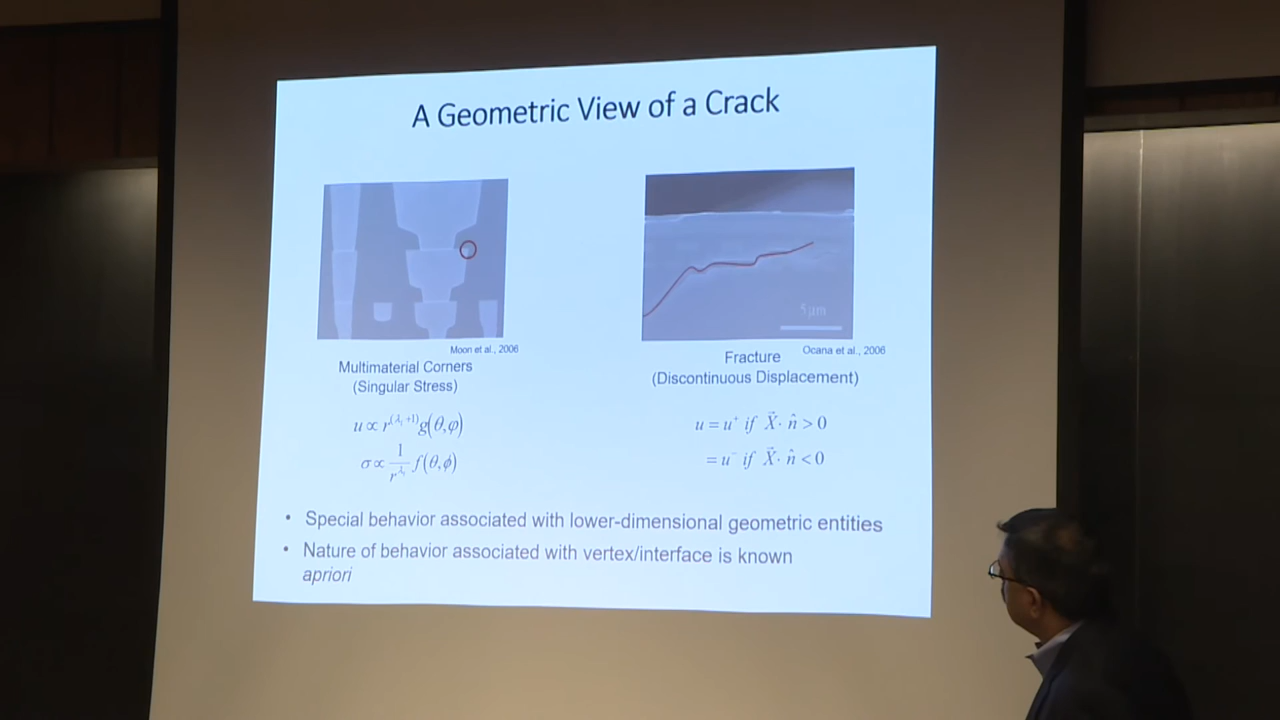 A Geometric View of a Crack
5μm
Moon et al., 2006
Ocana et al., 2006
Multimaterial Corners
(Singular Stress)
Fracture
(Discontinuous Displacement)
u ∝ r^(λᵢ+1) g(θ,φ)
σ ∝ 1/r^λᵢ f(θ,ϕ)
u = u⁺ if X⃗· n̂ > 0
= u⁻ if X⃗· n̂ < 0
• Special behavior associated with lower-dimensional geometric entities
• Nature of behavior associated with vertex/interface is known
apriori